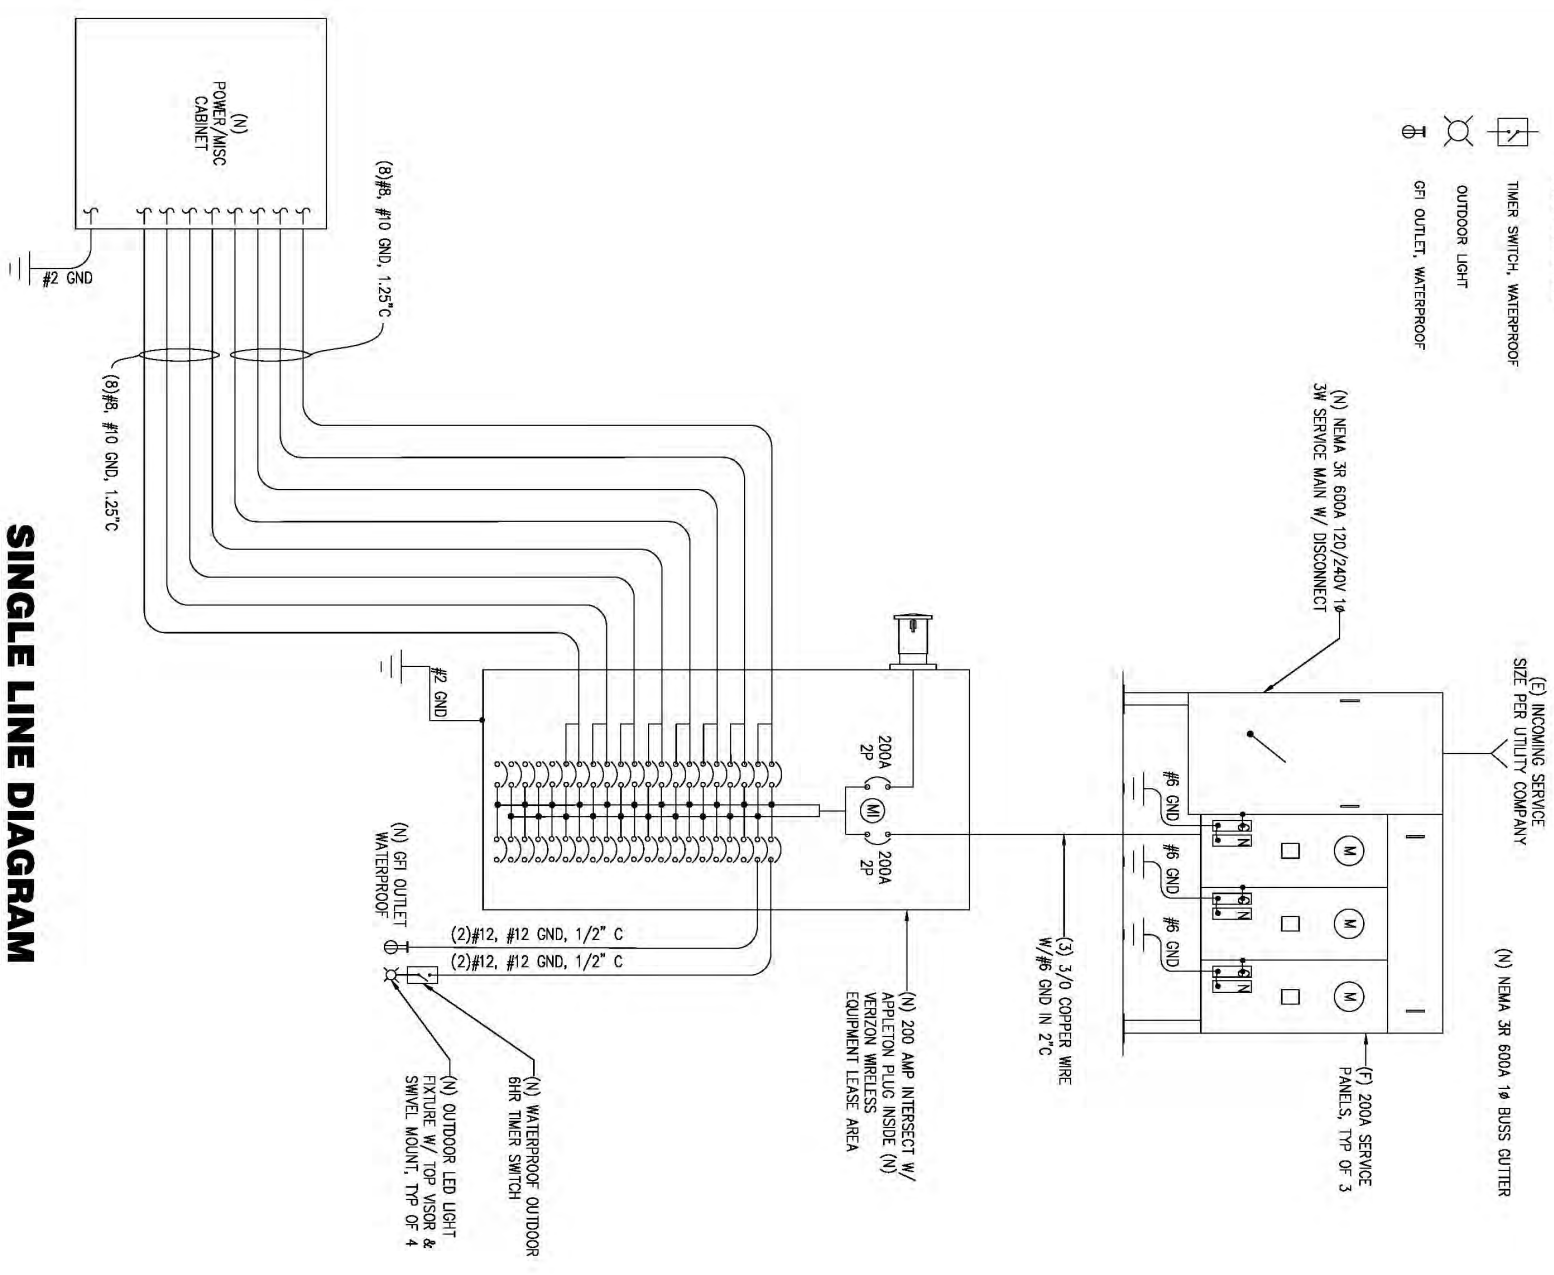 TIMER SWITCH, WATERPROOF
OUTDOOR LIGHT
GFI OUTLET, WATERPROOF
(E) INCOMING SERVICE
SIZE PER UTILITY COMPANY
(N) NEMA 3R 600A 1Ø BUSS GUTTER
(N) NEMA 3R 600A 120/240V 1Ø
3W SERVICE MAIN W/ DISCONNECT
M
M
M
(F) 200A SERVICE
PANELS, TYP OF 3
G
N
G
N
G
N
#6 GND
#6 GND
#6 GND
(3) 3/0 COPPER WIRE
W/#6 GND IN 2"C
(N) 200 AMP INTERSECT W/
APPLETON PLUG INSIDE (N)
VERIZON WIRELESS
EQUIPMENT LEASE AREA
200A
2P
MI
200A
2P
#2 GND
(2)#12, #12 GND, 1/2" C
(2)#12, #12 GND, 1/2" C
(N) GFI OUTLET
WATERPROOF
(N) WATERPROOF OUTDOOR
6HR TIMER SWITCH
(N) OUTDOOR LED LIGHT
FIXTURE W/ TOP VISOR &
SWIVEL MOUNT, TYP OF 4
(8)#8, #10 GND, 1.25"C
(N)
POWER/MISC
CABINET
(8)#8, #10 GND, 1.25"C
#2 GND
SINGLE LINE DIAGRAM